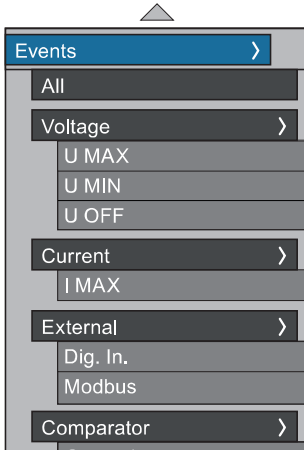 Events
All
Voltage
U MAX
U MIN
U OFF
Current
I MAX
External
Dig. In.
Modbus
Comparator